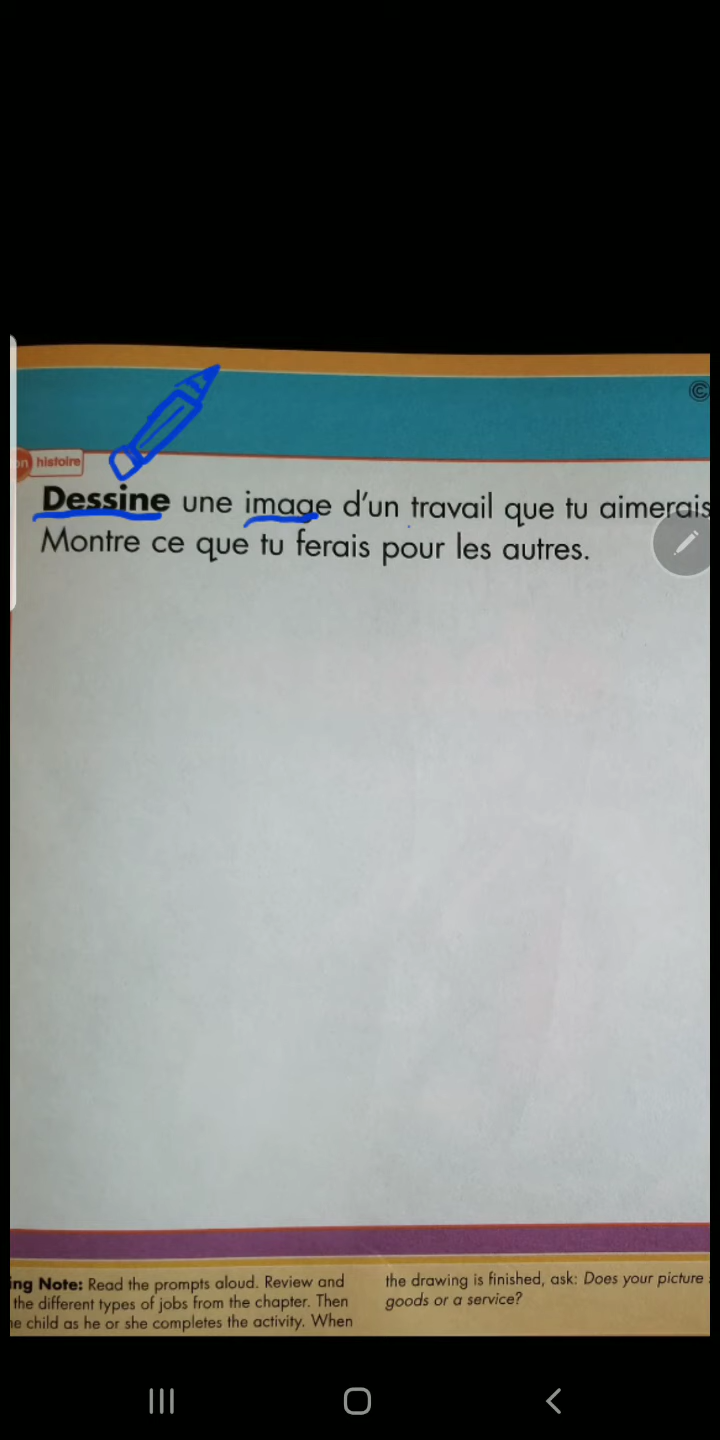 ©
histoire
Dessine une image d'un travail que tu aimerais
Montre ce que tu ferais pour les autres.
Note: Read the prompts aloud. Review and
the different types of jobs from the chapter. Then
child as he or she completes the activity. When
the drawing is finished, ask: Does your picture
goods or a service?